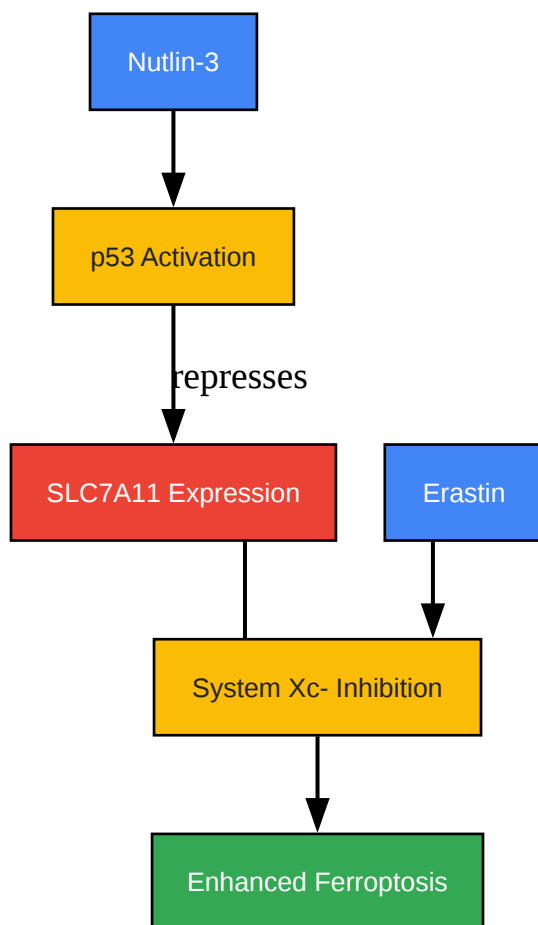 Nutlin-3
p53 Activation
represses
SLC7A11 Expression
Erastin
System Xc- Inhibition
Enhanced Ferroptosis